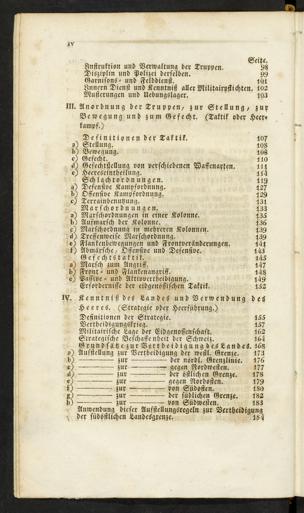 IV
Seite.
Instruktion und Verwaltung der Truppen. 98
Disziplin und Polizei derselben. 99
Garnisons- und Felddienst. 101
Innern Dienst und Kenntniß aller Militairpflichten. 102
Musterungen und Uebungslager. 103
III. Anordnung der Truppen, zur Stellung, zur
Bewegung und zum Gefecht. (Taktik oder Heer-
kampf.)
Definitionen der Taktik. 107
a) Stellung. 108
b) Bewegung. 108
c) Gefecht. 110
d) Gefechtstellung von verschiedenen Waffenarten. 111
e) Heereseintheilung. 114
Schlachtordnungen. 119
a) Defensive Kampfordnung. 127
b) Offensive Kampfordnung. 129
c) Terrainbenutzung. 131
Marschordnungen. 133
a) Marschordnungen in einer Kolonne. 135
b) Aufmarsch der Kolonne. 136
c) Marschordnung in mehreren Kolonnen. 139
d) Treffenweise Marschordnung. 139
e) Flankenbewegungen und Frontveränderungen. 141
f) Abmärsche, Offensive und Defensive. 143
Gefechtstaktik. 145
a) Marsch zum Angriff. 145
b) Front- und Flankenangriff. 148
c) Passive- und Aktivvertheidigung. 149
Erfordernisse der eidgenößischen Taktik. 152
IV. Kenntniß des Landes und Verwendung des
Heeres. (Strategie oder Heerführung.)
Definitionen der Strategie. 155
Vertheidigungskrieg. 157
Militairische Lage der Eidgenossenschaft. 162
Strategische Beschaffenheit der Schweiz. 164
Grundsätze zur Vertheidigung des Landes. 168
a) Aufstellung zur Vertheidigung der westl. Grenze. 173
b) ——— zur ——— der nördl. Grenzlinie. 176
c) ——— zur ——— gegen Nordwesten. 177
d) ——— zur ——— der östlichen Grenze. 178
e) ——— zur ——— gegen Nordosten. 179
f) ——— zur ——— von Südosten. 180
g) ——— zur ——— der südlichen Grenze. 182
h) ——— zur ——— von Südwesten. 183
Anwendung dieser Aufstellungsregeln zur Vertheidigung
der südöstlichen Landesgrenze. 184